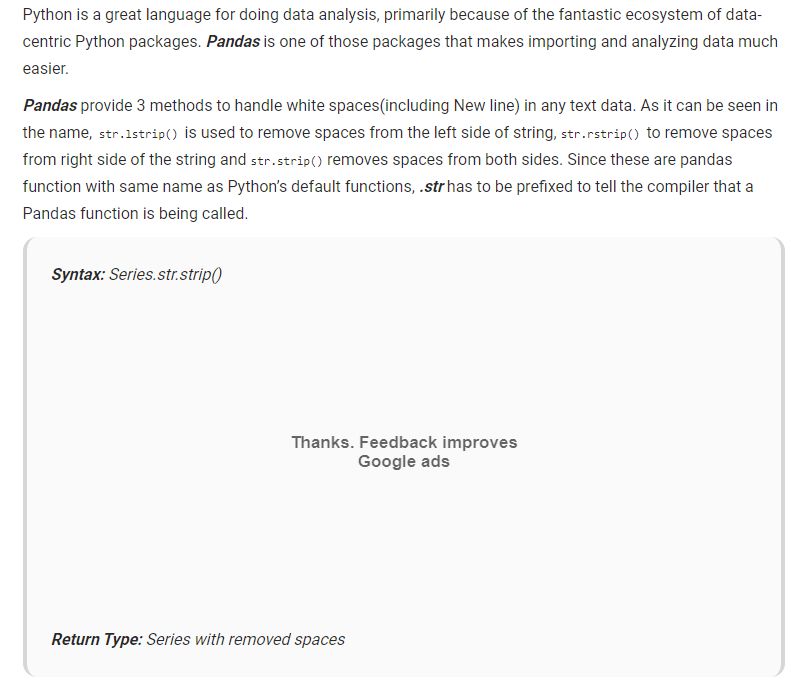 Python is a great language for doing data analysis, primarily because of the fantastic ecosystem of data-
centric Python packages. Pandas is one of those packages that makes importing and analyzing data much
easier.
Pandas provide 3 methods to handle white spaces(including New line) in any text data. As it can be seen in
the name, str.lstrip() is used to remove spaces from the left side of string, str.rstrip() to remove spaces
from right side of the string and str.strip() removes spaces from both sides. Since these are pandas
function with same name as Python’s default functions, .str has to be prefixed to tell the compiler that a
Pandas function is being called.
Syntax: Series.str.strip()
Thanks. Feedback improves
Google ads
Return Type: Series with removed spaces